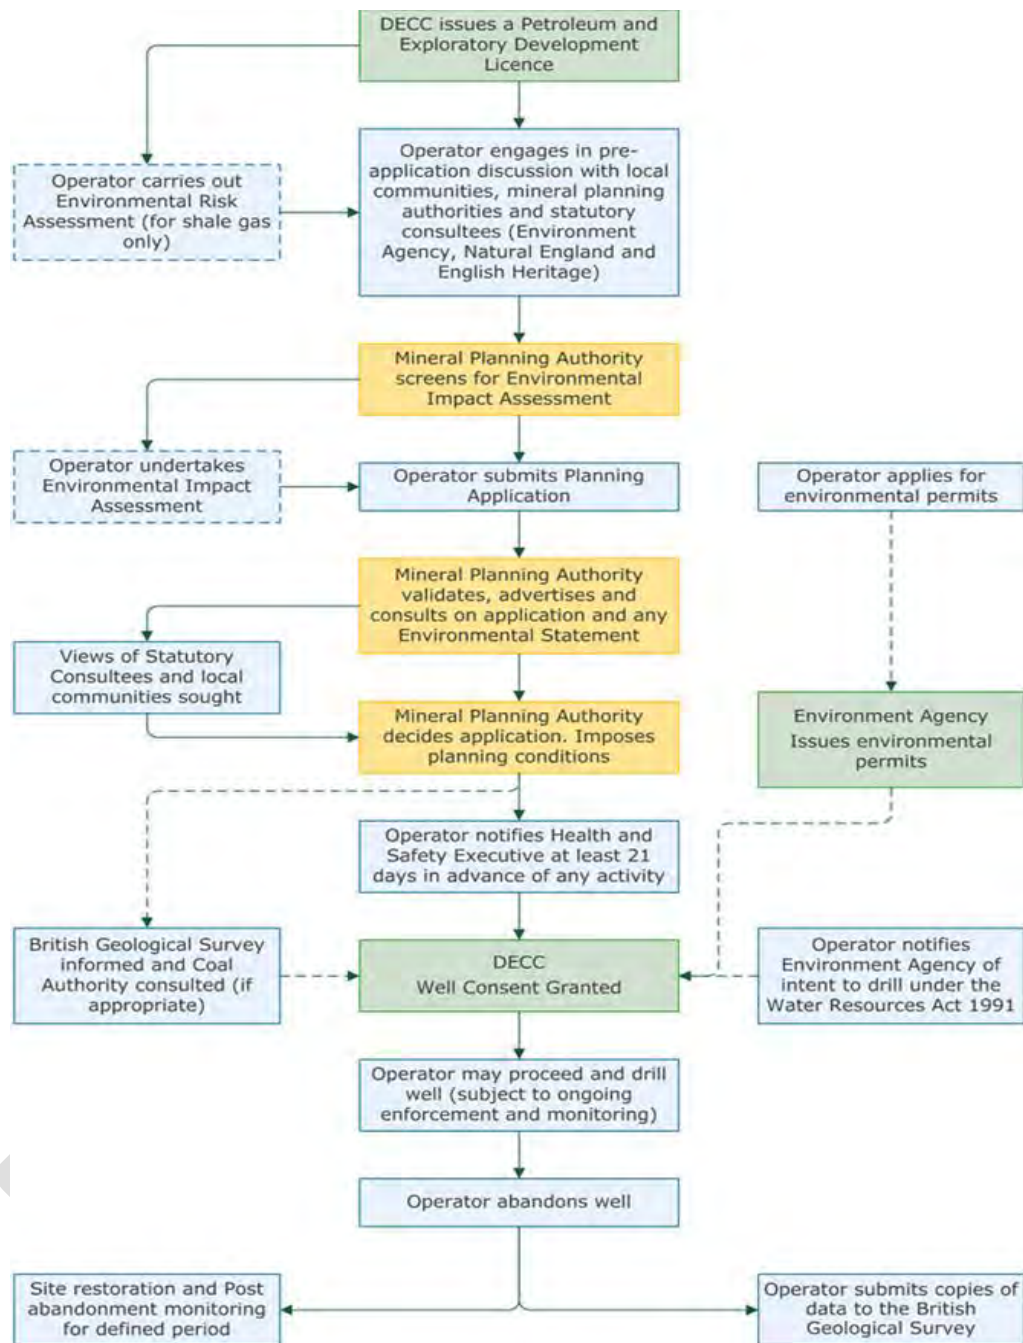 DECC issues a Petroleum and
Exploratory Development
Licence
Operator carries out
Environmental Risk
Assessment (for shale gas
only)
Operator engages in pre-
application discussion with local
communities, mineral planning
authorities and statutory
consultees (Environment
Agency, Natural England and
English Heritage)
Mineral Planning Authority
screens for Environmental
Impact Assessment
Operator undertakes
Environmental Impact
Assessment
Operator submits Planning
Application
Operator applies for
environmental permits
Mineral Planning Authority
validates, advertises and
consults on application and any
Environmental Statement
Views of Statutory
Consultees and local
communities sought
Mineral Planning Authority
decides application. Imposes
planning conditions
Environment Agency
Issues environmental
permits
Operator notifies Health and
Safety Executive at least 21
days in advance of any activity
British Geological Survey
informed and Coal
Authority consulted (if
appropriate)
DECC
Well Consent Granted
Operator notifies
Environment Agency of
intent to drill under the
Water Resources Act 1991
Operator may proceed and drill
well (subject to ongoing
enforcement and monitoring)
Operator abandons well
Site restoration and Post
abandonment monitoring
for defined period
Operator submits copies of
data to the British
Geological Survey